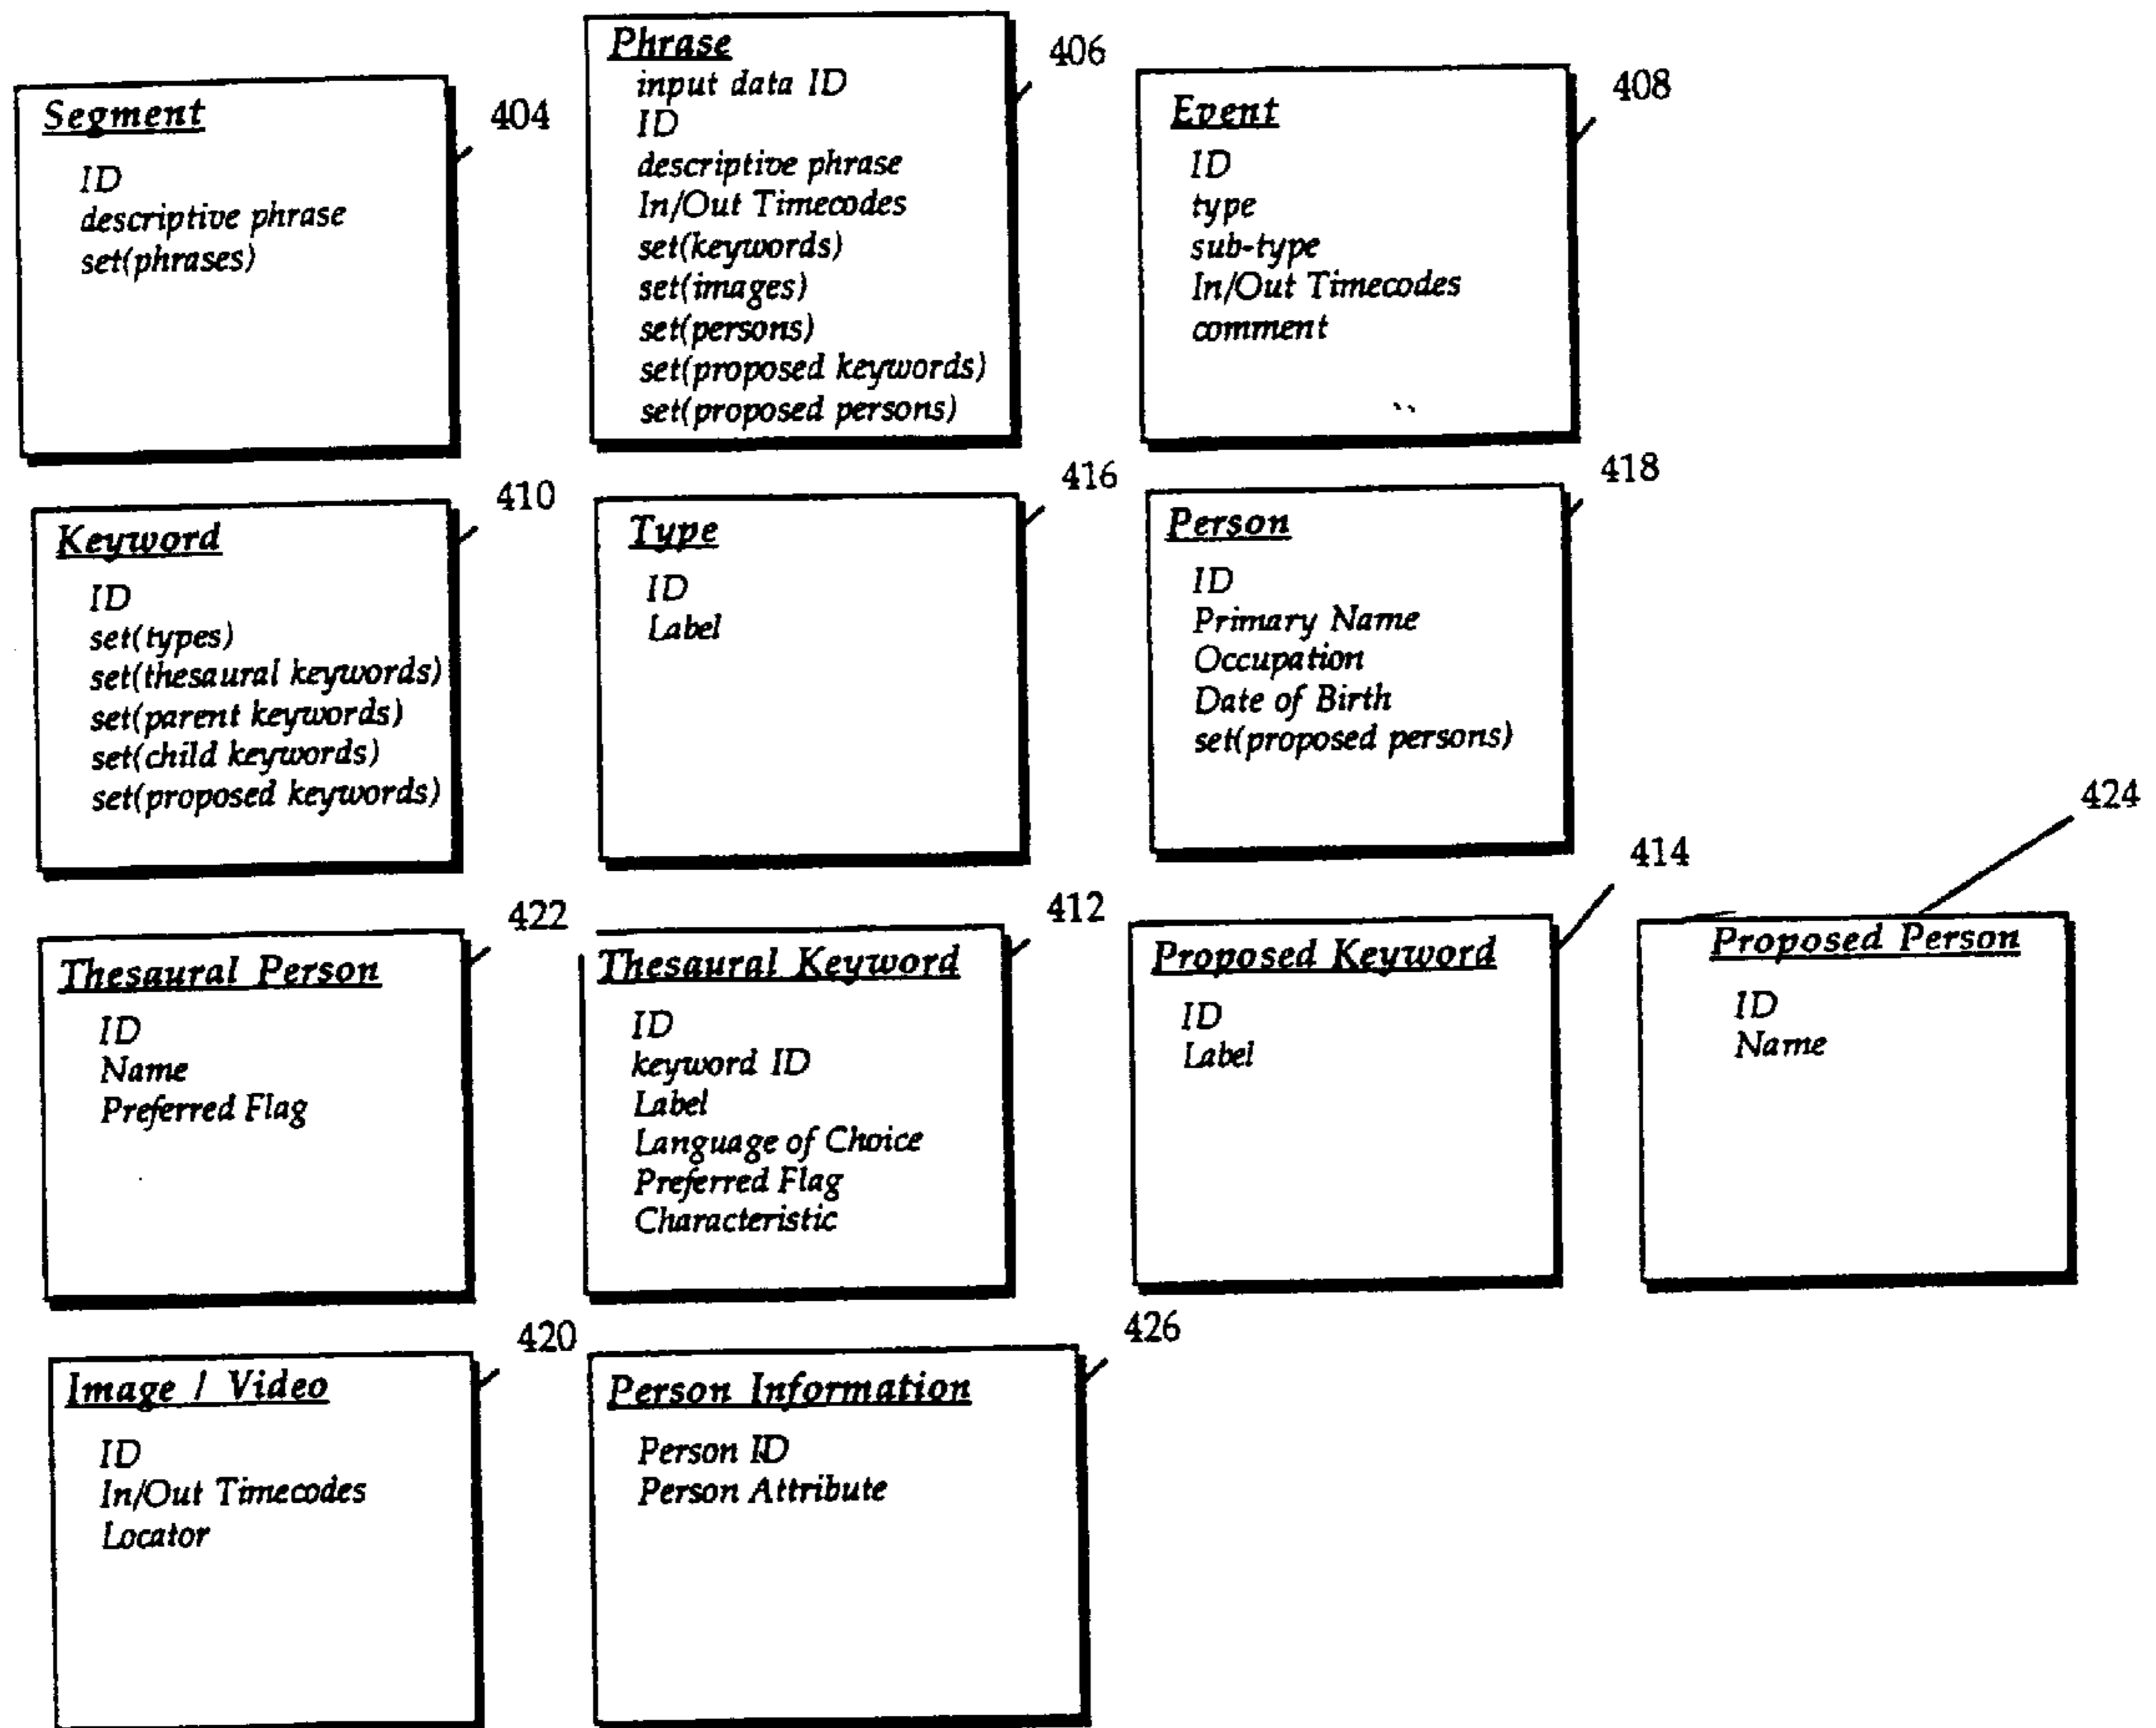 Segment
ID
descriptive phrase
set(phrases)
404
Phrase
input data ID
ID
descriptive phrase
In/Out Timecodes
set(keywords)
set(images)
set(persons)
set(proposed keywords)
set(proposed persons)
406
Event
ID
type
sub-type
In/Out Timecodes
comment
408
Keyword
ID
set(types)
set(thesaural keywords)
set(parent keywords)
set(child keywords)
set(proposed keywords)
410
Type
ID
Label
416
Person
ID
Primary Name
Occupation
Date of Birth
set(proposed persons)
418
Thesaural Person
ID
Name
Preferred Flag
422
Thesaural Keyword
ID
keyword ID
Label
Language of Choice
Preferred Flag
Characteristic
412
Proposed Keyword
ID
Label
414
Proposed Person
ID
Name
424
Image / Video
ID
In/Out Timecodes
Locator
420
Person Information
Person ID
Person Attribute
426